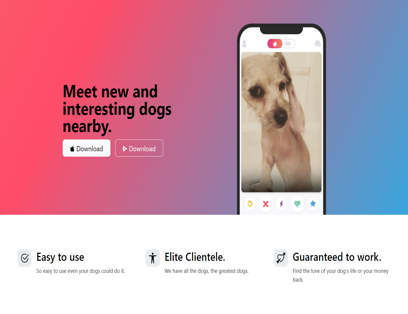 Meet new and
interesting dogs
nearby.
Download
Download
Easy to use
So easy to use even your dogs could do it.
Elite Clientele.
We have all the dogs, the greatest dogs.
Guaranteed to work.
Find the love of your dog's life or your money
back.